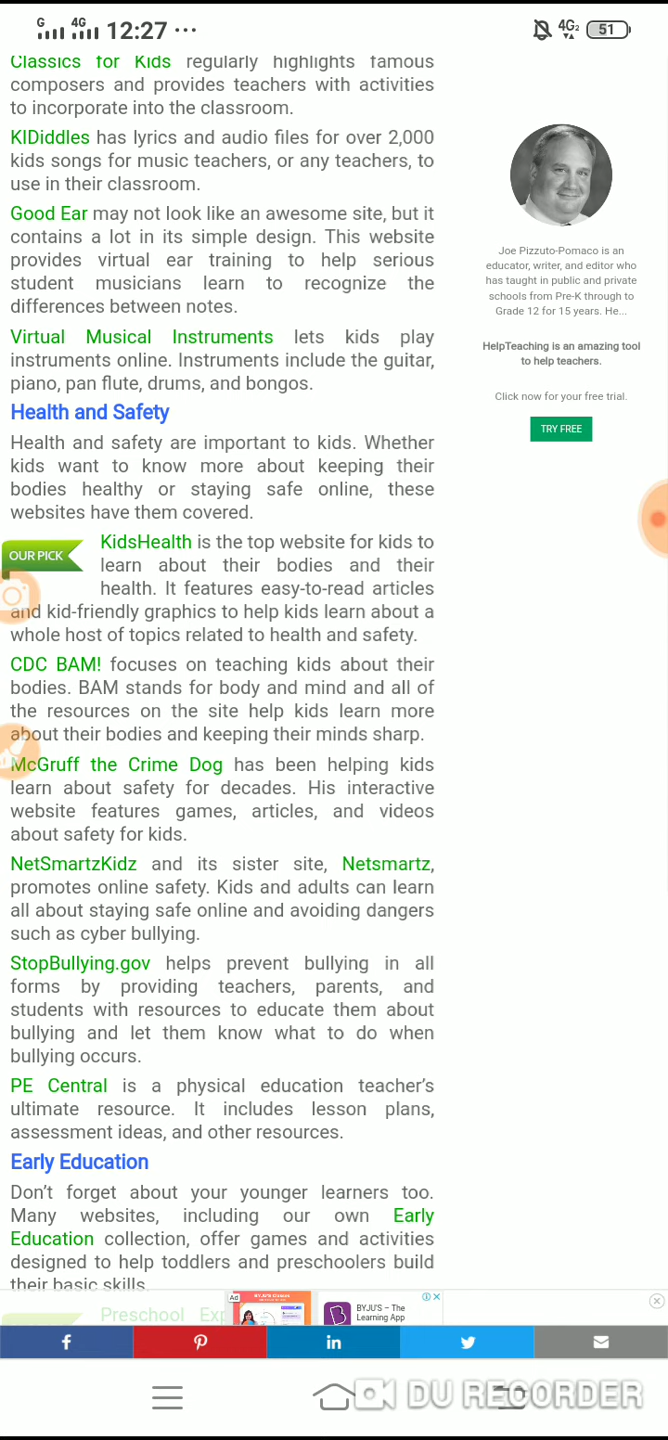 G 4G 12:27 ... 4G2 51
Classics for Kids regularly highlights famous
composers and provides teachers with activities
to incorporate into the classroom.
KIDiddles has lyrics and audio files for over 2,000
kids songs for music teachers, or any teachers, to
use in their classroom.
Good Ear may not look like an awesome site, but it
contains a lot in its simple design. This website
provides virtual ear training to help serious
student musicians learn to recognize the
differences between notes.
Virtual Musical Instruments lets kids play
instruments online. Instruments include the guitar,
piano, pan flute, drums, and bongos.
Health and Safety
Health and safety are important to kids. Whether
kids want to know more about keeping their
bodies healthy or staying safe online, these
websites have them covered.
OUR PICK
KidsHealth is the top website for kids to
learn about their bodies and their
health. It features easy-to-read articles
and kid-friendly graphics to help kids learn about a
whole host of topics related to health and safety.
CDC BAM! focuses on teaching kids about their
bodies. BAM stands for body and mind and all of
the resources on the site help kids learn more
about their bodies and keeping their minds sharp.
McGruff the Crime Dog has been helping kids
learn about safety for decades. His interactive
website features games, articles, and videos
about safety for kids.
NetSmartzKidz and its sister site, Netsmartz,
promotes online safety. Kids and adults can learn
all about staying safe online and avoiding dangers
such as cyber bullying.
StopBullying.gov helps prevent bullying in all
forms by providing teachers, parents, and
students with resources to educate them about
bullying and let them know what to do when
bullying occurs.
PE Central is a physical education teacher's
ultimate resource. It includes lesson plans,
assessment ideas, and other resources.
Early Education
Don't forget about your younger learners too.
Many websites, including our own Early
Education collection, offer games and activities
designed to help toddlers and preschoolers build
their basic skills.
Preschool
Joe Pizzuto-Pomaco is an
educator, writer, and editor who
has taught in public and private
schools from Pre-K through to
Grade 12 for 15 years. He...
HelpTeaching is an amazing tool
to help teachers.
Click now for your free trial.
TRY FREE
Ad
BYJU'S – The
Learning App
DU RECORDER